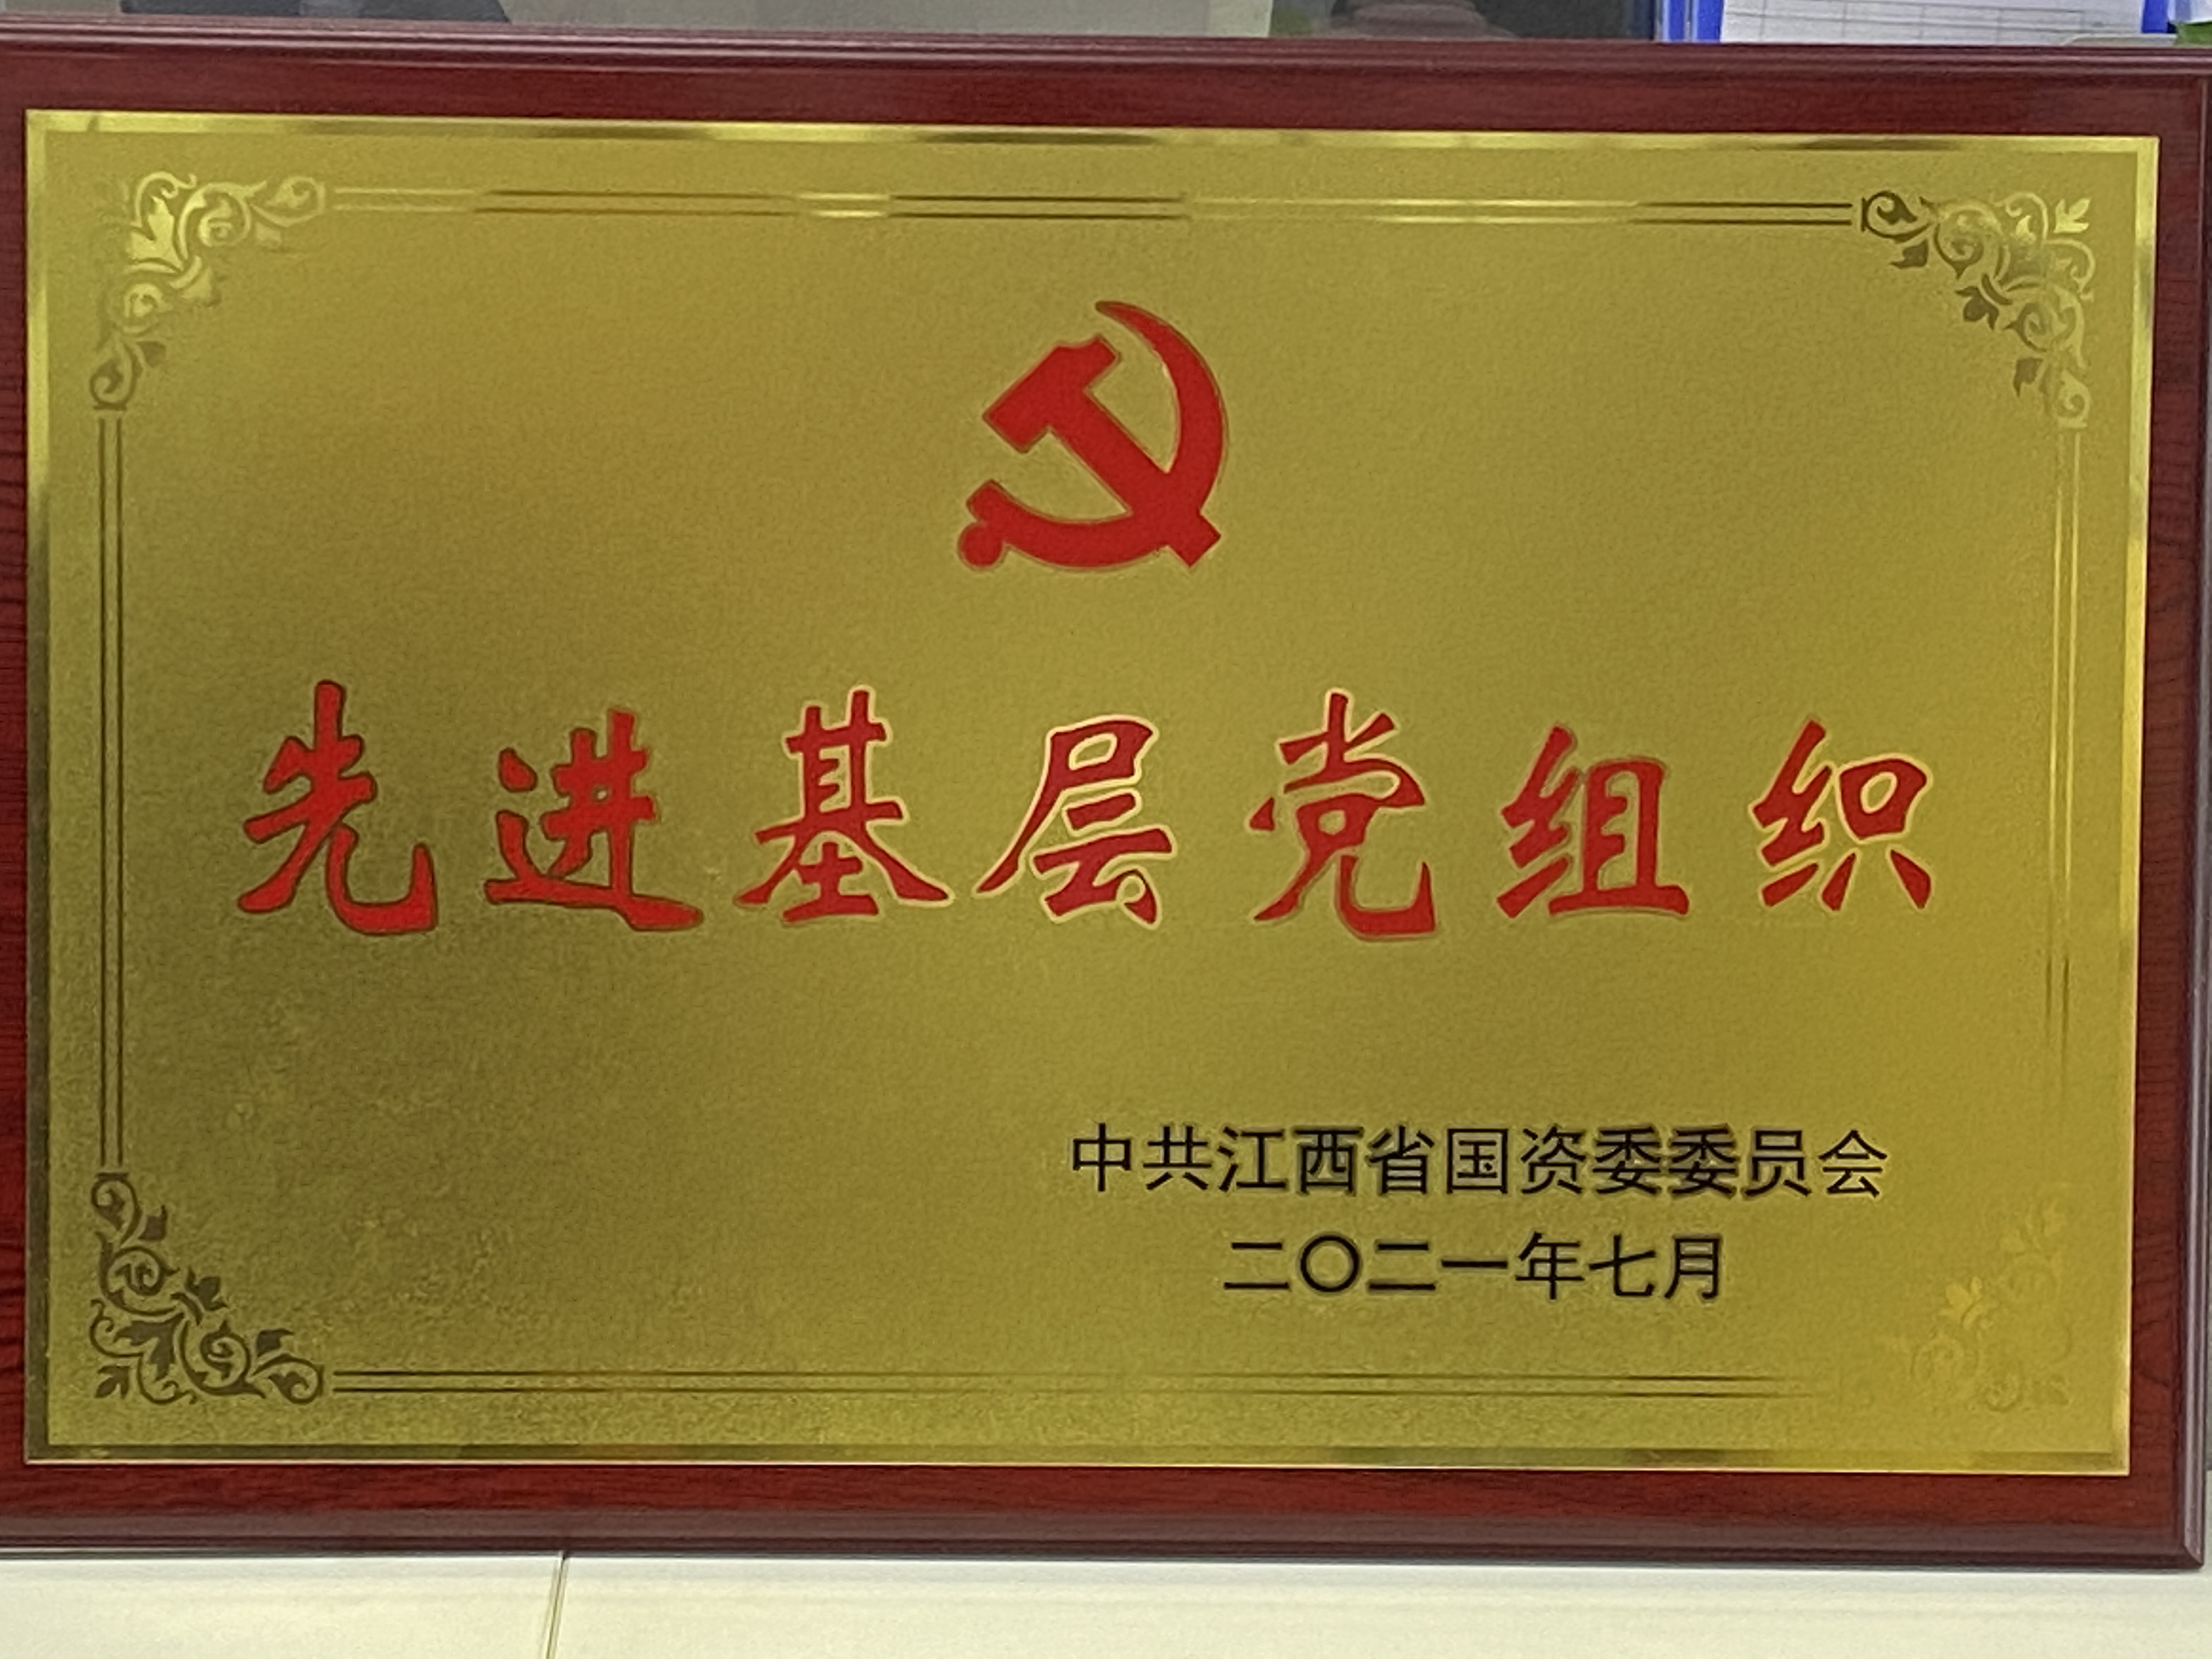 先进基层党组织
中共江西省国资委委员会
二〇二一年七月